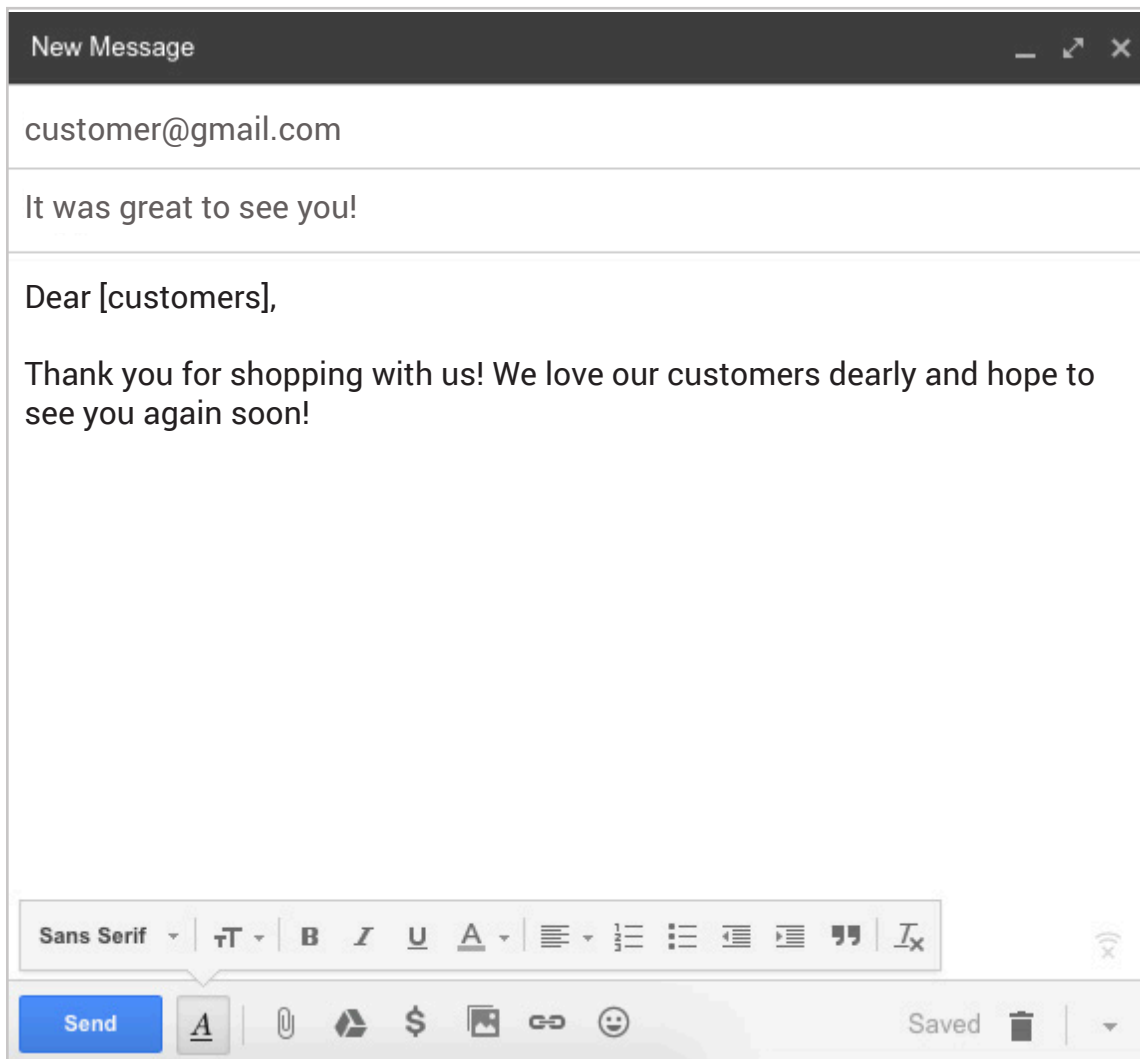 New Message
customer@gmail.com
It was great to see you!
Dear [customers],
Thank you for shopping with us! We love our customers dearly and hope to
see you again soon!
Sans Serif
Send
Saved